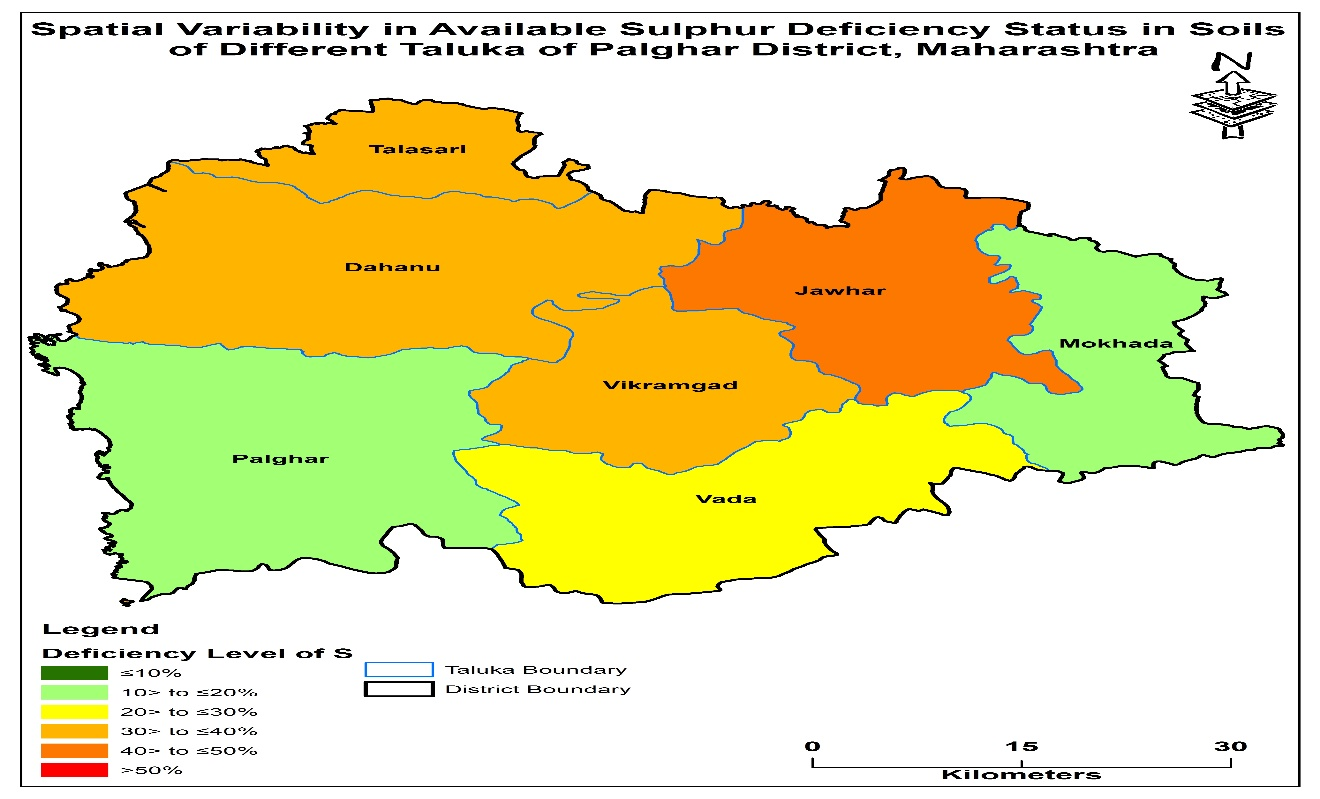 Spatial Variability in Available Sulphur Deficiency Status in Soils
of Different Taluka of Palghar District, Maharashtra
N
Talasari
Dahanu
Jawhar
Mokhada
Vikramgad
Palghar
Vada
Legend
Deficiency Level of S
≤10%
10> to ≤20%
20> to ≤30%
30> to ≤40%
40> to ≤50%
>50%
Taluka Boundary
District Boundary
0 15 30
Kilometers